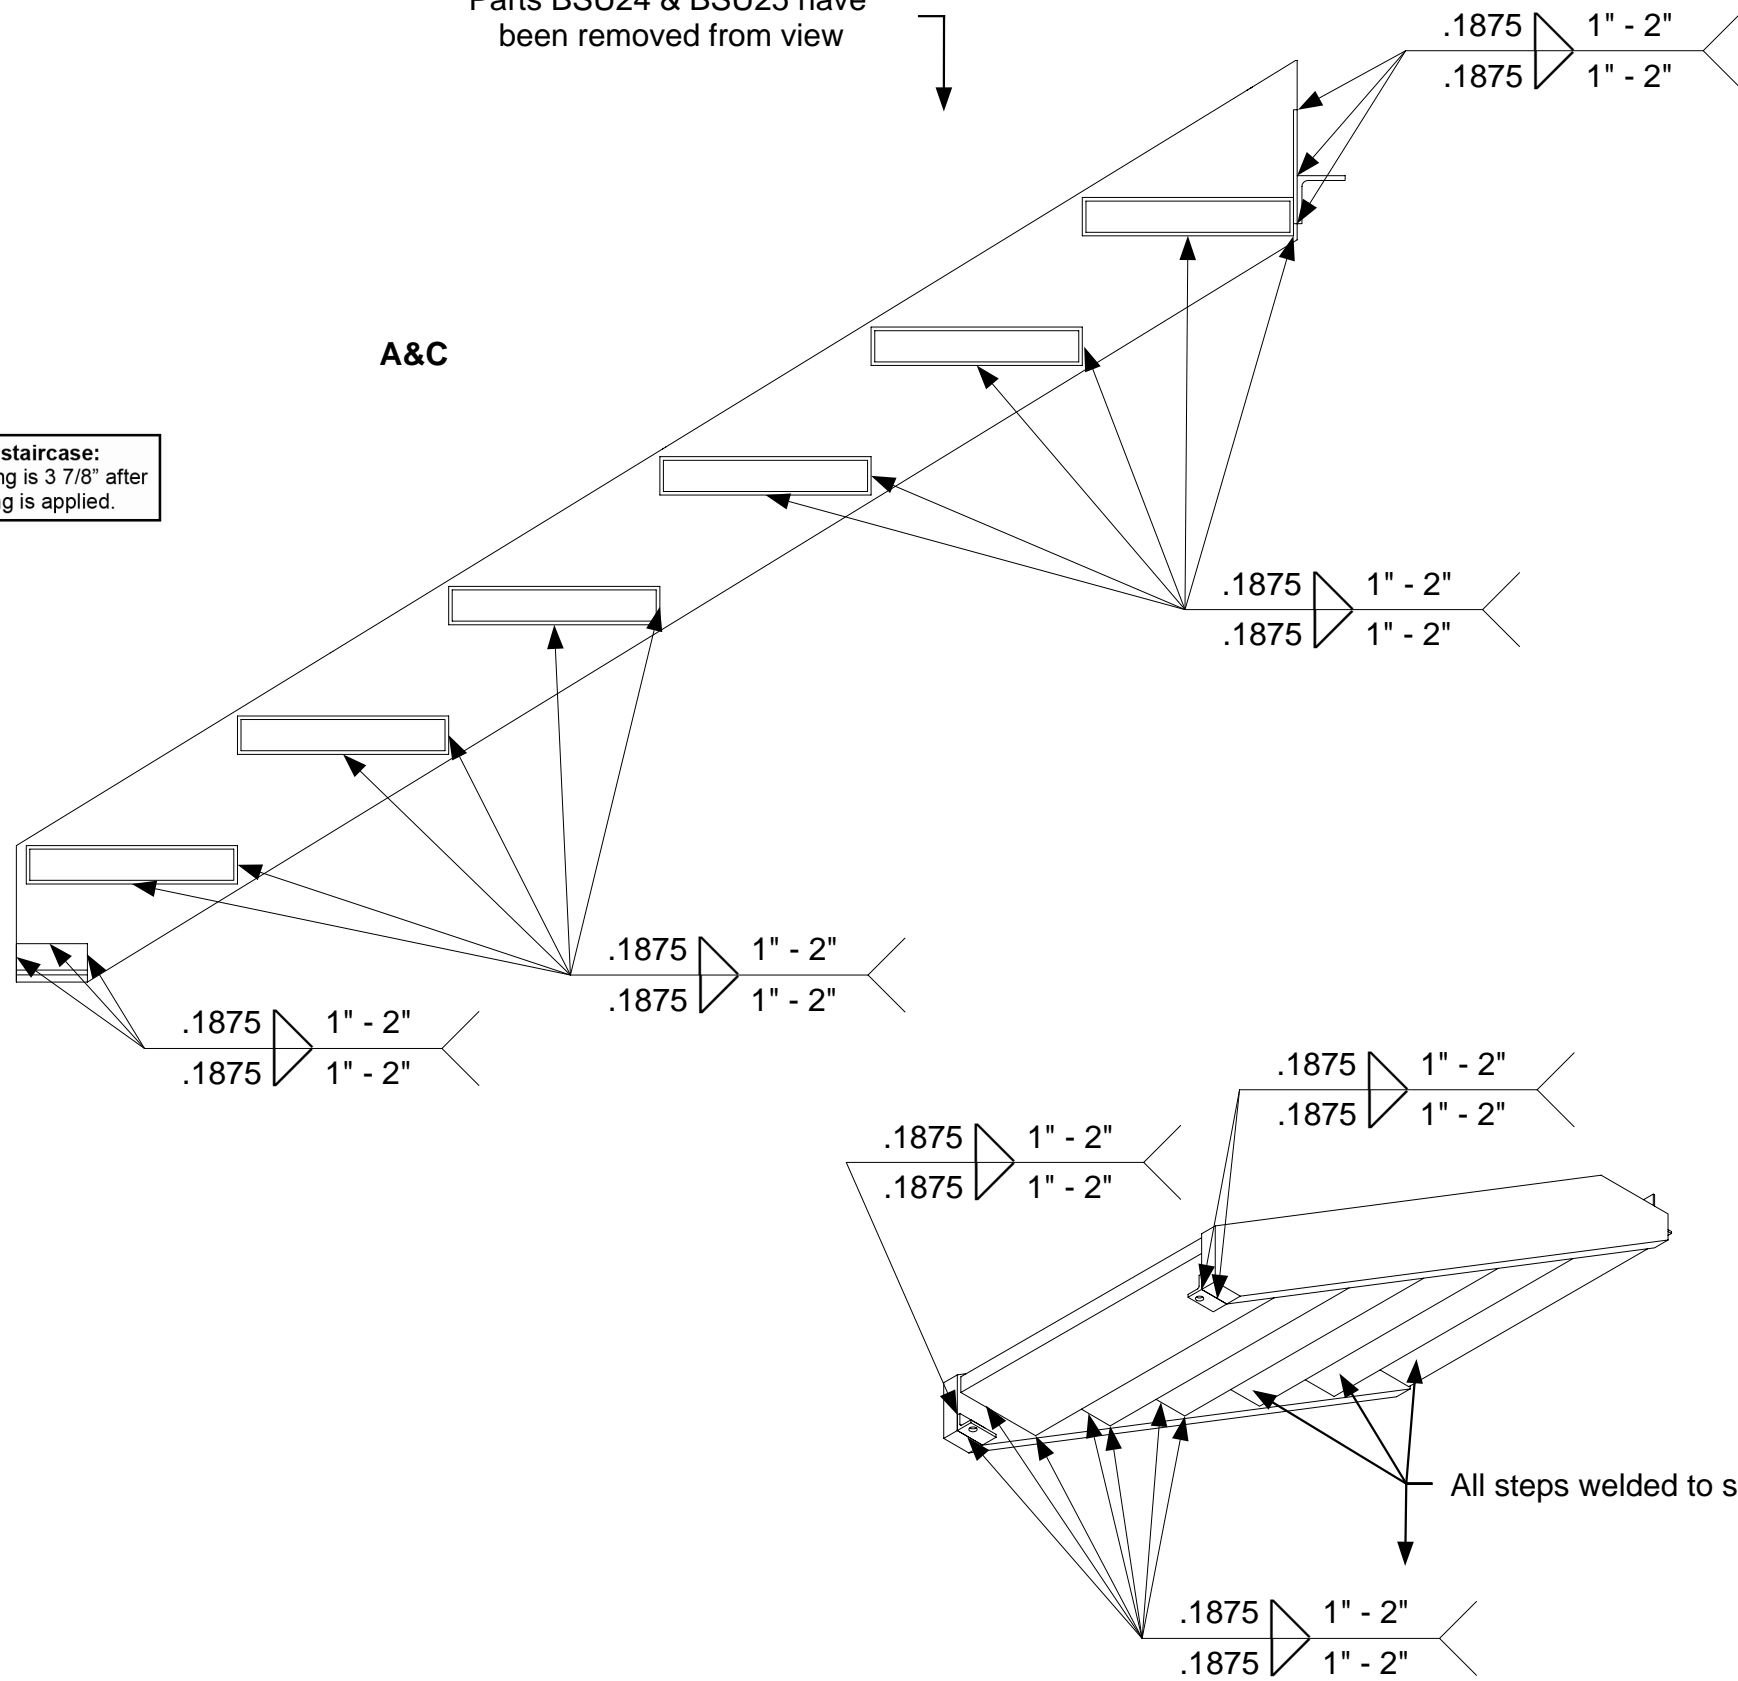 Parts BSU24 & BSU25 have
been removed from view
.1875 1" - 2"
.1875 1" - 2"
A&C
staircase:
ng is 3 7/8” after
g is applied.
.1875 1" - 2"
.1875 1" - 2"
.1875 1" - 2"
.1875 1" - 2"
.1875 1" - 2"
.1875 1" - 2"
.1875 1" - 2"
.1875 1" - 2"
.1875 1" - 2"
.1875 1" - 2"
All steps welded to s
.1875 1" - 2"
.1875 1" - 2"